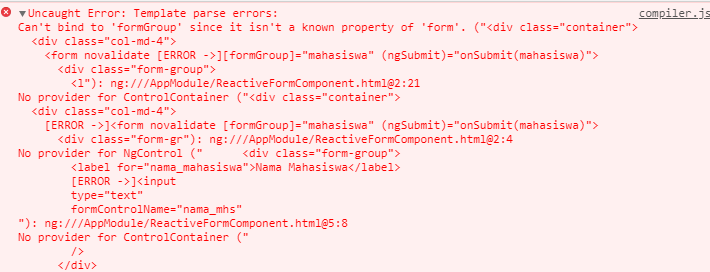 Uncaught Error: Template parse errors: compiler.js
Can't bind to 'formGroup' since it isn't a known property of 'form'. ("<div class="container">
<div class="col-md-4">
<form novalidate [ERROR ->][formGroup]="mahasiswa" (ngSubmit)="onSubmit(mahasiswa)">
<div class="form-group">
<l"): ng:///AppModule/ReactiveFormComponent.html@2:21
No provider for ControlContainer ("<div class="container">
<div class="col-md-4">
[ERROR ->]<form novalidate [formGroup]="mahasiswa" (ngSubmit)="onSubmit(mahasiswa)">
<div class="form-gr"): ng:///AppModule/ReactiveFormComponent.html@2:4
No provider for NgControl (" <div class="form-group">
<label for="nama_mahasiswa">Nama Mahasiswa</label>
[ERROR ->]<input
type="text"
formControlName="nama_mhs"
"): ng:///AppModule/ReactiveFormComponent.html@5:8
No provider for ControlContainer ("
/>
</div>